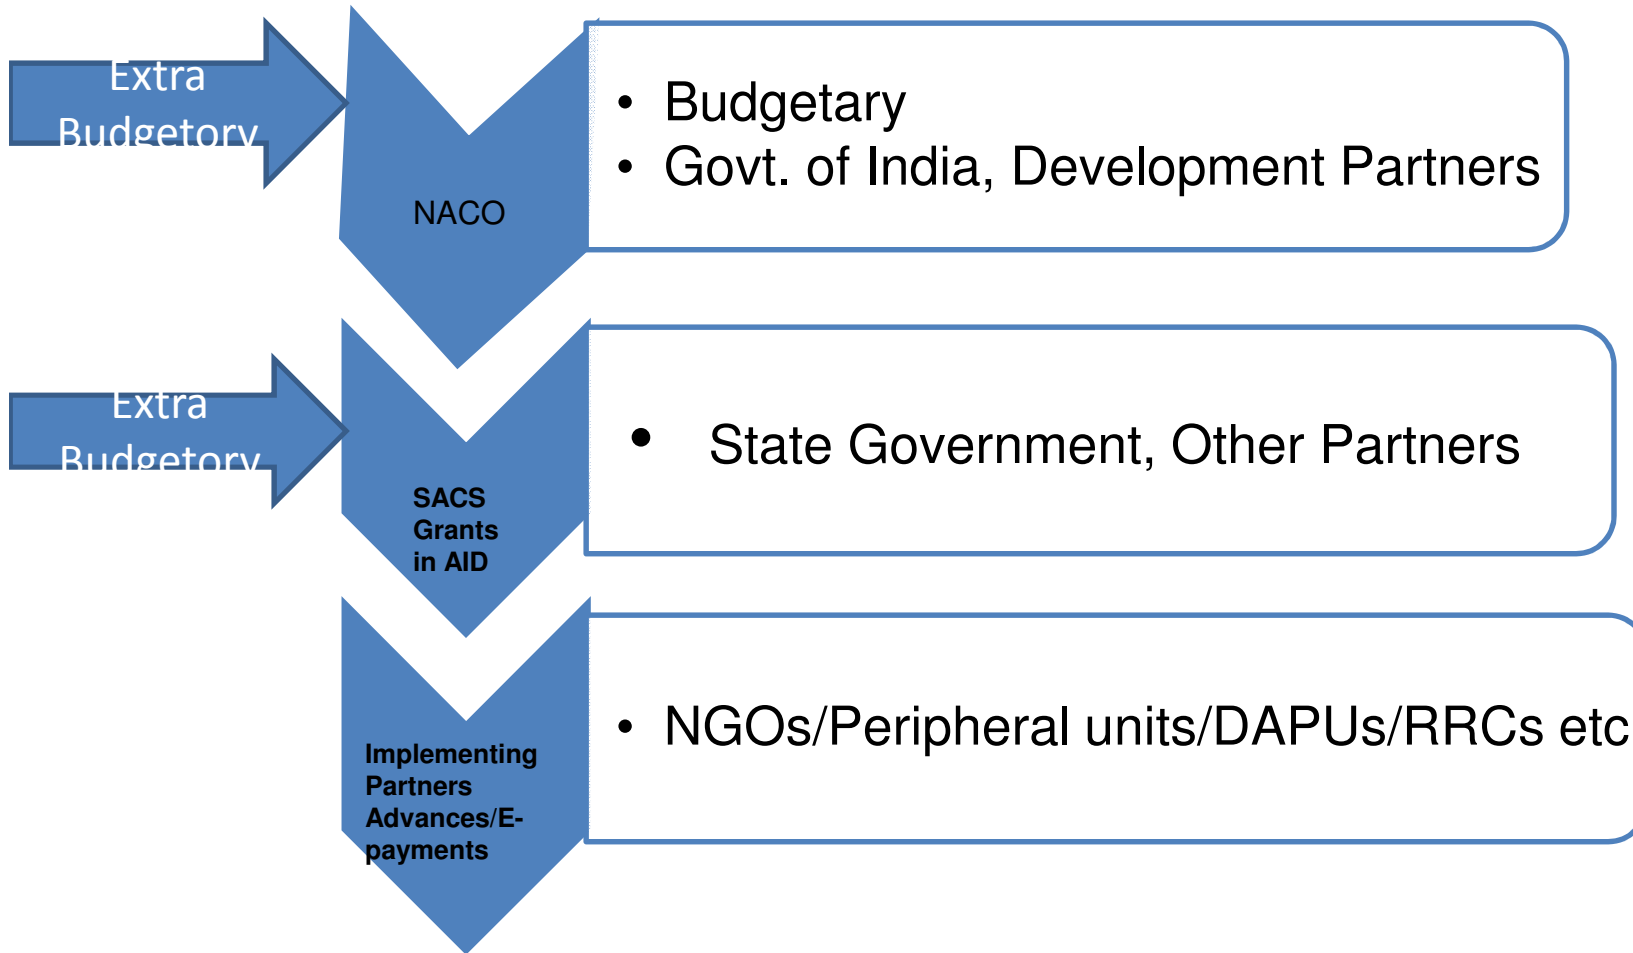 Extra
Budgetory
NACO
• Budgetary
• Govt. of India, Development Partners
Extra
Budgetory
SACS
Grants
in AID
• State Government, Other Partners
Implementing
Partners
Advances/E-
payments
• NGOs/Peripheral units/DAPUs/RRCs etc